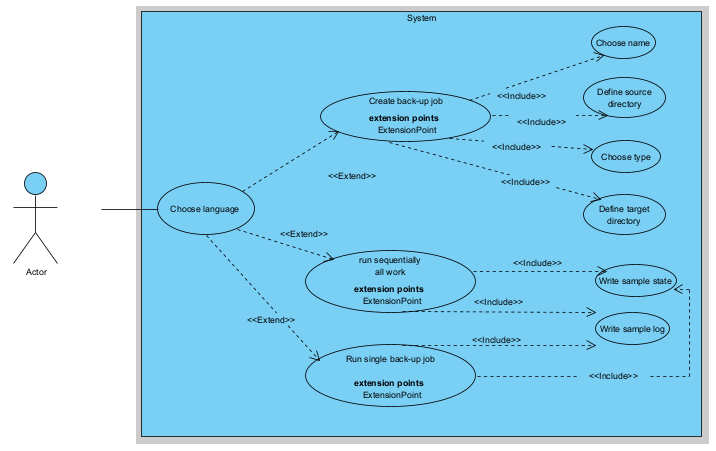 System
Choose name
Create back-up job
extension points
ExtensionPoint
<<Include>>
Define source
directory
<<Include>>
<<Include>>
Choose type
<<Extend>>
<<Include>>
Choose language
Define target
directory
<<Extend>>
Actor
run sequentially
all work
extension points
ExtensionPoint
<<Include>>
Write sample state
<<Include>>
<<Extend>>
Write sample log
<<Include>>
Run single back-up job
extension points
ExtensionPoint
<<Include>>